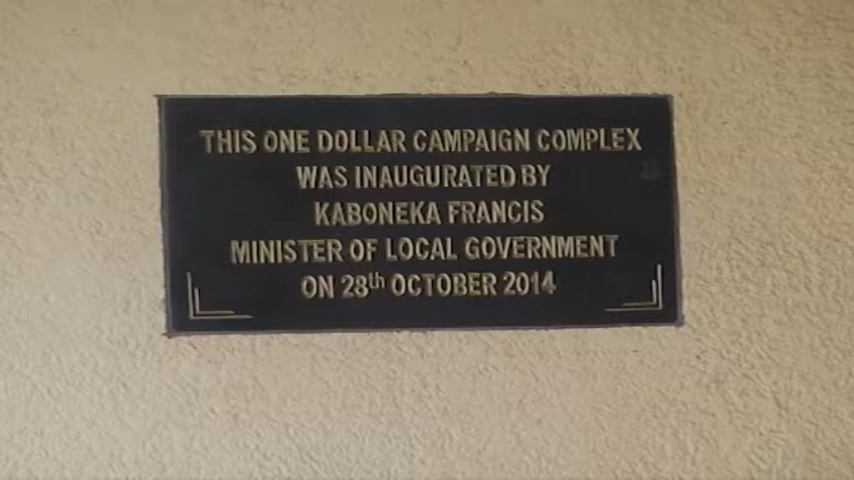 THIS ONE DOLLAR CAMPAIGN COMPLEX
WAS INAUGURATED BY
KABONEKA FRANCIS
MINISTER OF LOCAL GOVERNMENT
ON 28th OCTOBER 2014